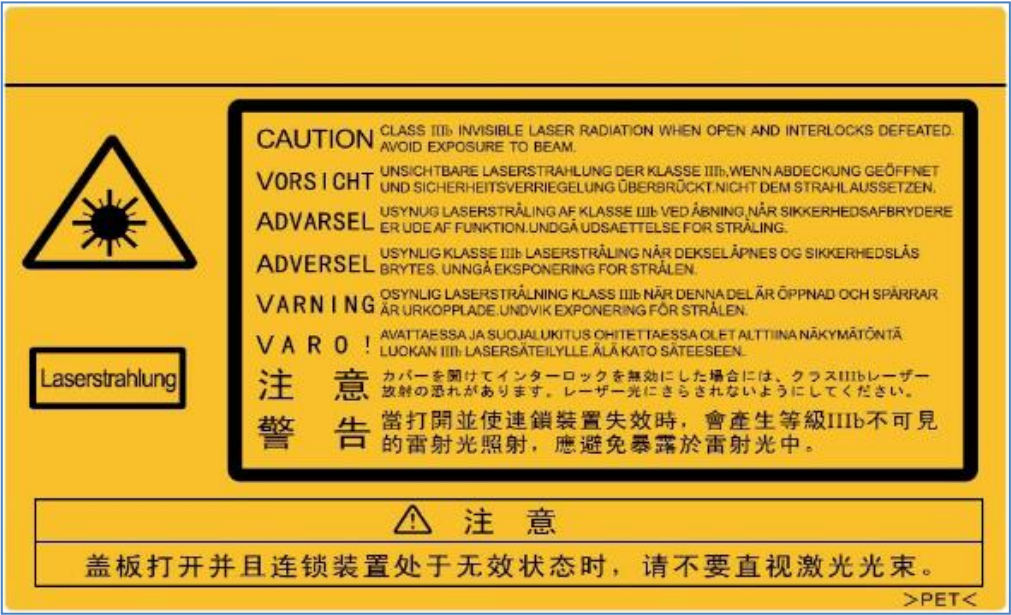 CAUTION CLASS IIIb INVISIBLE LASER RADIATION WHEN OPEN AND INTERLOCKS DEFEATED.
AVOID EXPOSURE TO BEAM.
VORSICHT UNSICHTBARE LASERSTRAHLUNG DER KLASSE IIIb,WENN ABDECKUNG GEÖFFNET
UND SICHERHEITSVERRIEGELUNG ÜBERBRÜCKT.NICHT DEM STRAHL AUSSETZEN.
ADVARSEL USYNUG LASERSTRÅLING AF KLASSE IIIb VED ÅBNING,NÅR SIKKERHEDSAFBRYDERE
ER UDE AF FUNKTION.UNDGÅ UDSAETTELSE FOR STRÅLING.
ADVERSEL USYNLIG KLASSE IIIb LASERSTRÅLING NÅR DEKSEL ÅPNES OG SIKKERHEDSLÅS
BRYTES. UNNGÅ EKSPONERING FOR STRÅLEN.
VARNING OSYNLIG LASERSTRÅLNING KLASS IIIb NÄR DENNA DEL ÄR ÖPPNAD OCH SPÄRRAR
ÄR URKOPPLADE.UNDVIK EXPONERING FÖR STRÅLEN.
VARO! AVATTAESSA JA SUOJALUKITUS OHITETTAESSA OLET ALTTIINA NÄKYMÄTÖNTÄ
LUOKAN IIIb LASERSÄTEILYLLE.ÄLÄ KATO SÄTEESEEN.
注意 カバーを開けてインターロックを無効にした場合には、クラスIIIbレーザー
放射の恐れがあります。レーザー光にさらされないようにしてください。
警告 當打開並使連鎖裝置失效時，會產生等級IIIb不可見
的雷射光照射，應避免暴露於雷射光中。
Laserstrahlung
注意
盖板打开并且连锁装置处于无效状态时，请不要直视激光光束。
>PET<